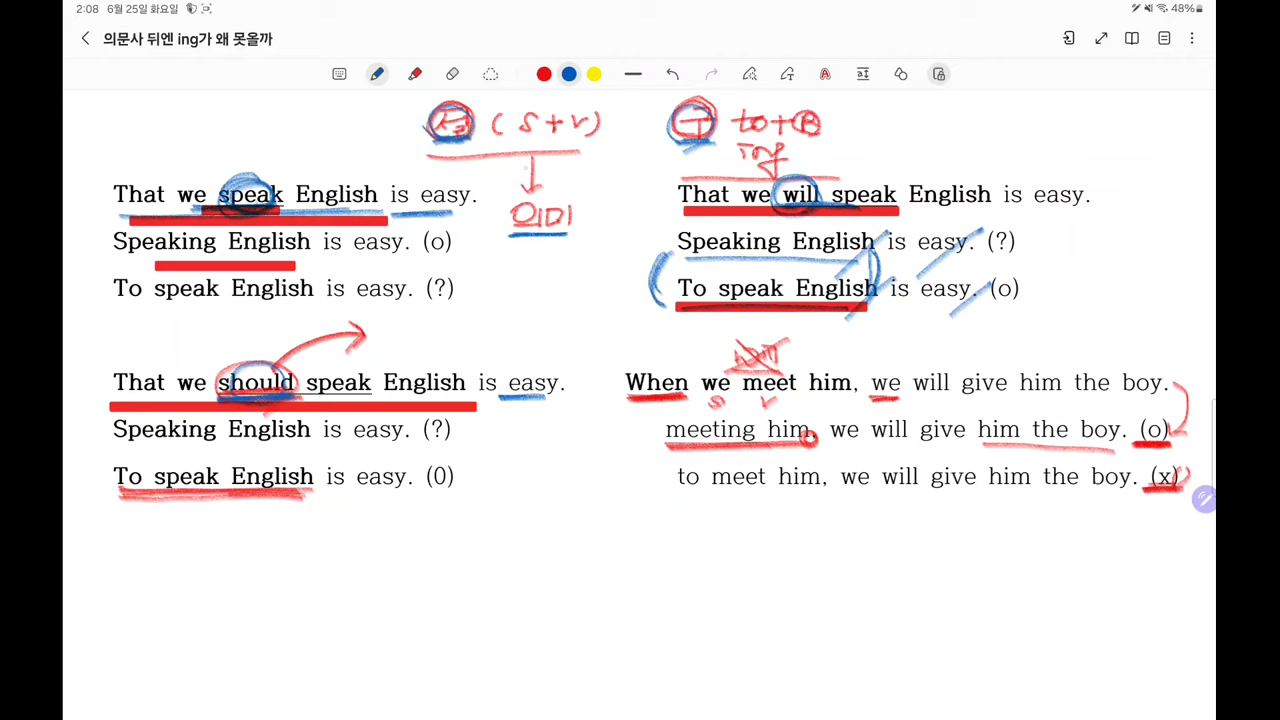 2:08 6월 25일 화요일
48%
의문사 뒤엔 ing가 왜 못올까
(S+V)
to+B
ing
That we speak English is easy.
의미
Speaking English is easy. (o)
To speak English is easy. (?)
That we will speak English is easy.
Speaking English is easy. (?)
To speak English is easy. (o)
That we should speak English is easy.
Speaking English is easy. (?)
To speak English is easy. (0)
When we meet him, we will give him the boy.
S V
meeting him, we will give him the boy. (o)
to meet him, we will give him the boy. (x)